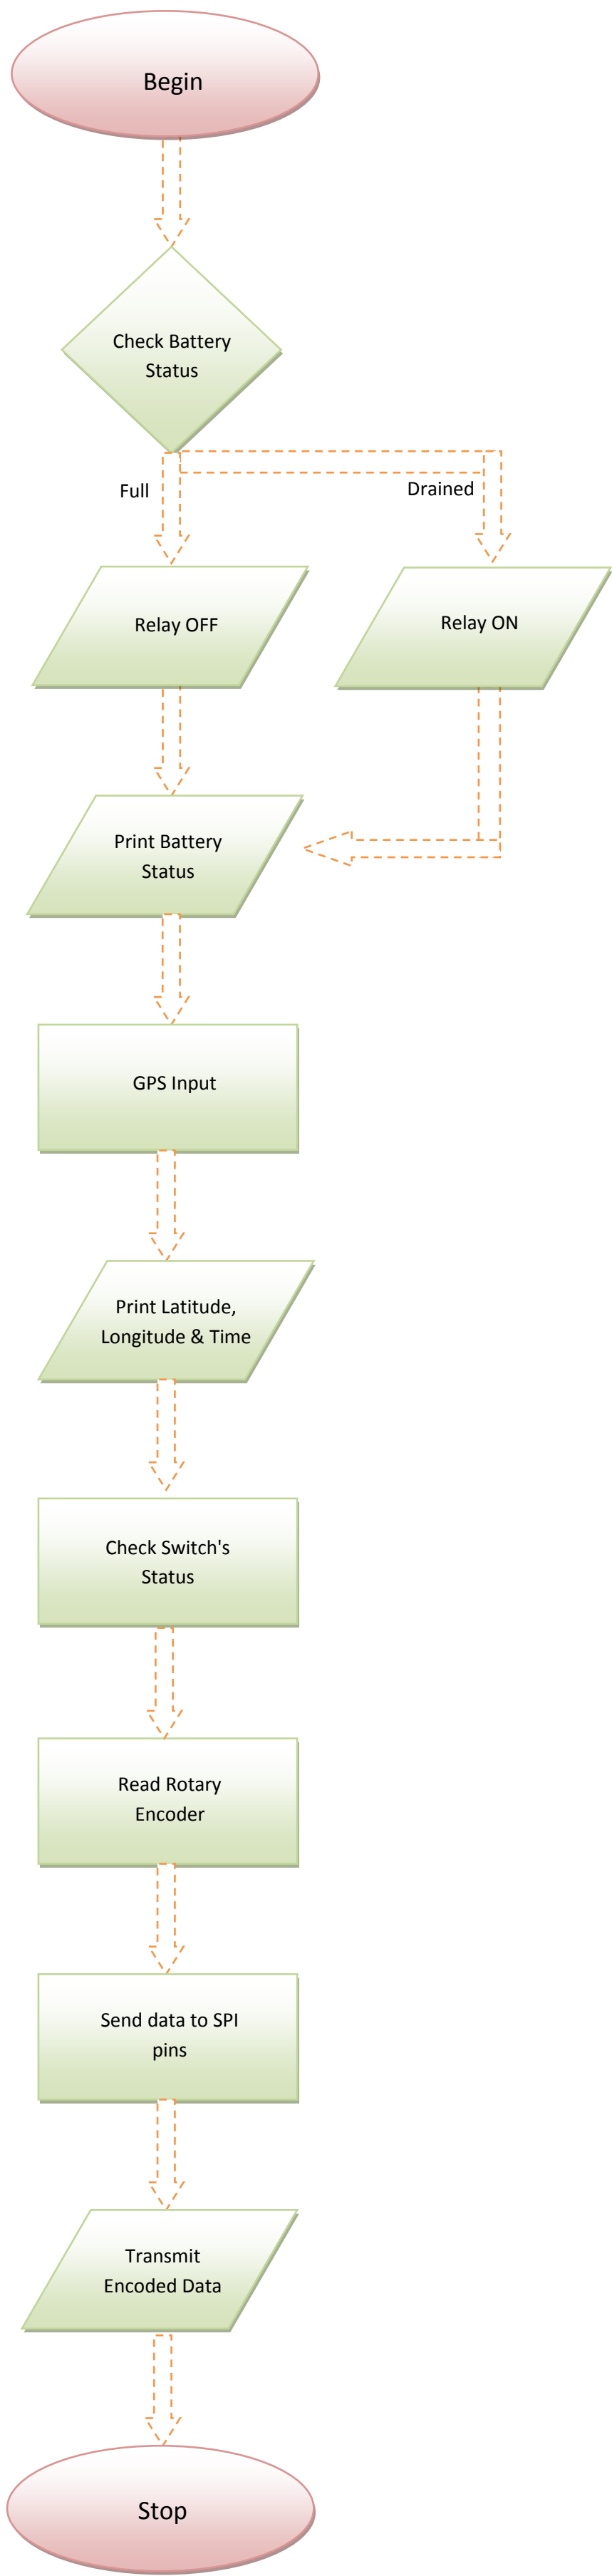 Begin
Check Battery
Status
Full
Drained
Relay OFF
Relay ON
Print Battery
Status
GPS Input
Print Latitude,
Longitude & Time
Check Switch's
Status
Read Rotary
Encoder
Send data to SPI
pins
Transmit
Encoded Data
Stop